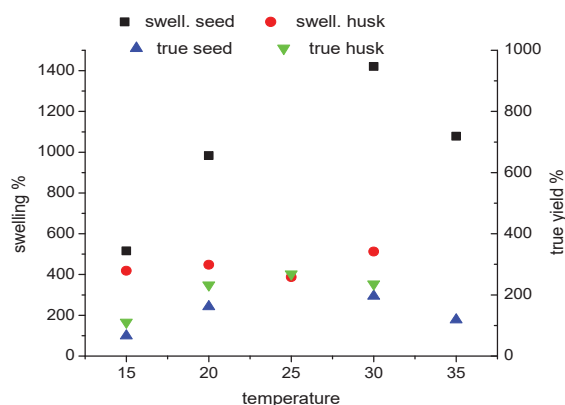 swell. seed swell. husk
true seed true husk
1400
1200
1000
800
600
400
200
0
swelling %
1000
800
600
400
200
0
true yield %
15 20 25 30 35
temperature